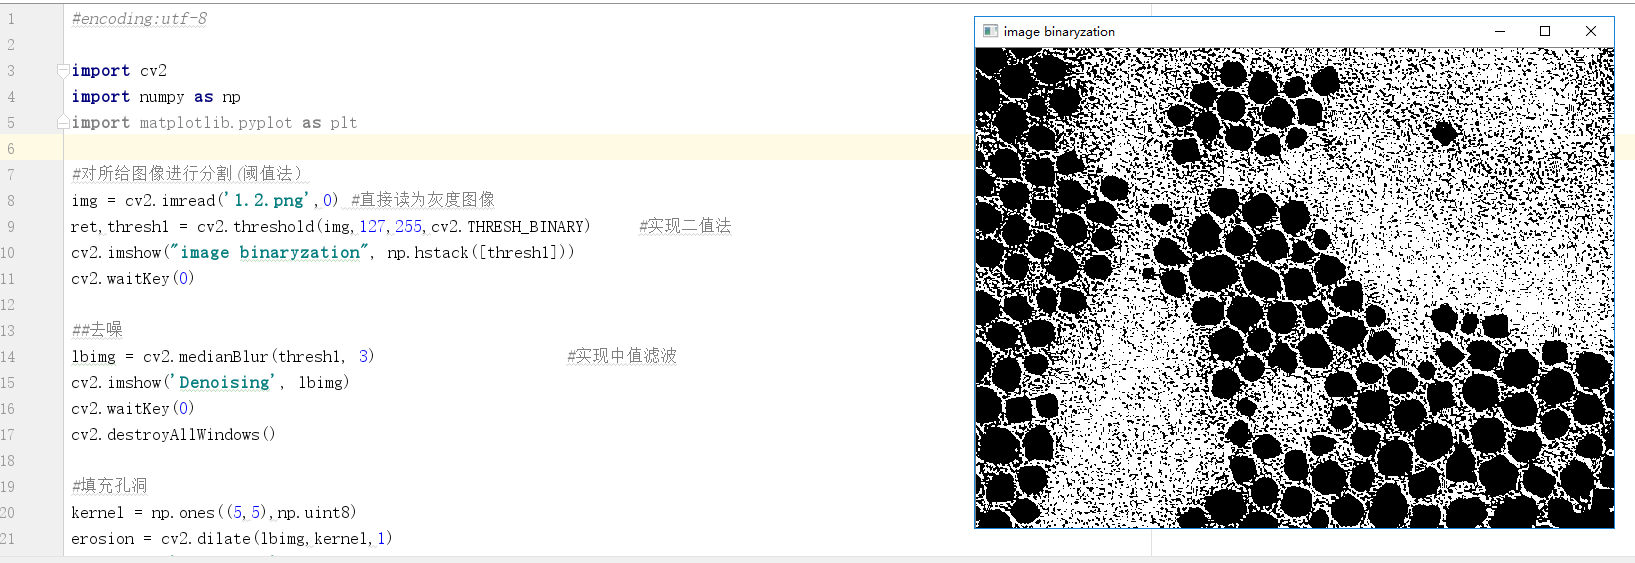 1 #encoding:utf-8
2
3 import cv2
4 import numpy as np
5 import matplotlib.pyplot as plt
6
7 #对所给图像进行分割(阈值法）
8 img = cv2.imread('1.2.png',0) #直接读为灰度图像
9 ret,thresh1 = cv2.threshold(img,127,255,cv2.THRESH_BINARY) #实现二值法
10 cv2.imshow("image binaryzation", np.hstack([thresh1]))
11 cv2.waitKey(0)
12
13 ##去噪
14 lbimg = cv2.medianBlur(thresh1, 3) #实现中值滤波
15 cv2.imshow('Denoising', lbimg)
16 cv2.waitKey(0)
17 cv2.destroyAllWindows()
18
19 #填充孔洞
20 kernel = np.ones((5,5),np.uint8)
21 erosion = cv2.dilate(lbimg,kernel,1)
image binaryzation